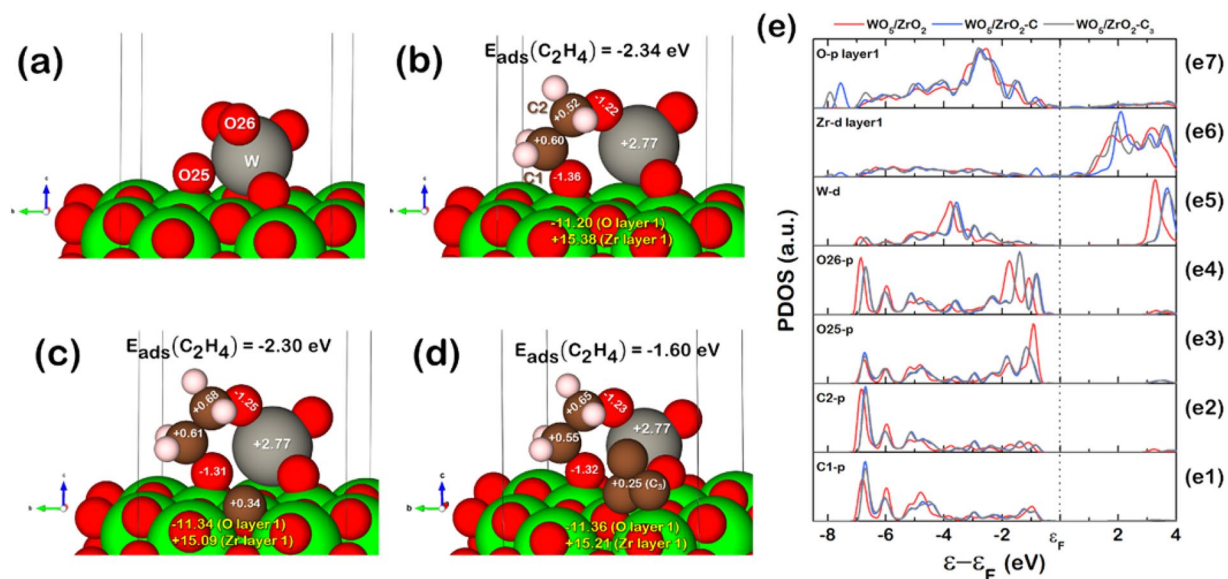 (a)
O26
W
O25
c
b
(b)
E_ads(C₂H₄) = -2.34 eV
C2
+0.52
-1.22
+0.60
+2.77
C1
-1.36
-11.20 (O layer 1)
+15.38 (Zr layer 1)
c
b
(c)
E_ads(C₂H₄) = -2.30 eV
+0.68
-1.25
+0.61
+2.77
-1.31
+0.34
-11.34 (O layer 1)
+15.09 (Zr layer 1)
c
(d)
E_ads(C₂H₄) = -1.60 eV
+0.65
-1.23
+0.55
+2.77
-1.32
+0.25 (C₃)
-11.36 (O layer 1)
+15.21 (Zr layer 1)
c
b
(e)
WO₅/ZrO₂ WO₅/ZrO₂-C WO₅/ZrO₂-C₃
O-p layer1
(e7)
Zr-d layer1
(e6)
W-d
(e5)
O26-p
(e4)
O25-p
(e3)
C2-p
(e2)
C1-p
(e1)
PDOS (a.u.)
-8 -6 -4 -2 ε_F 2 4
ε−ε_F (eV)